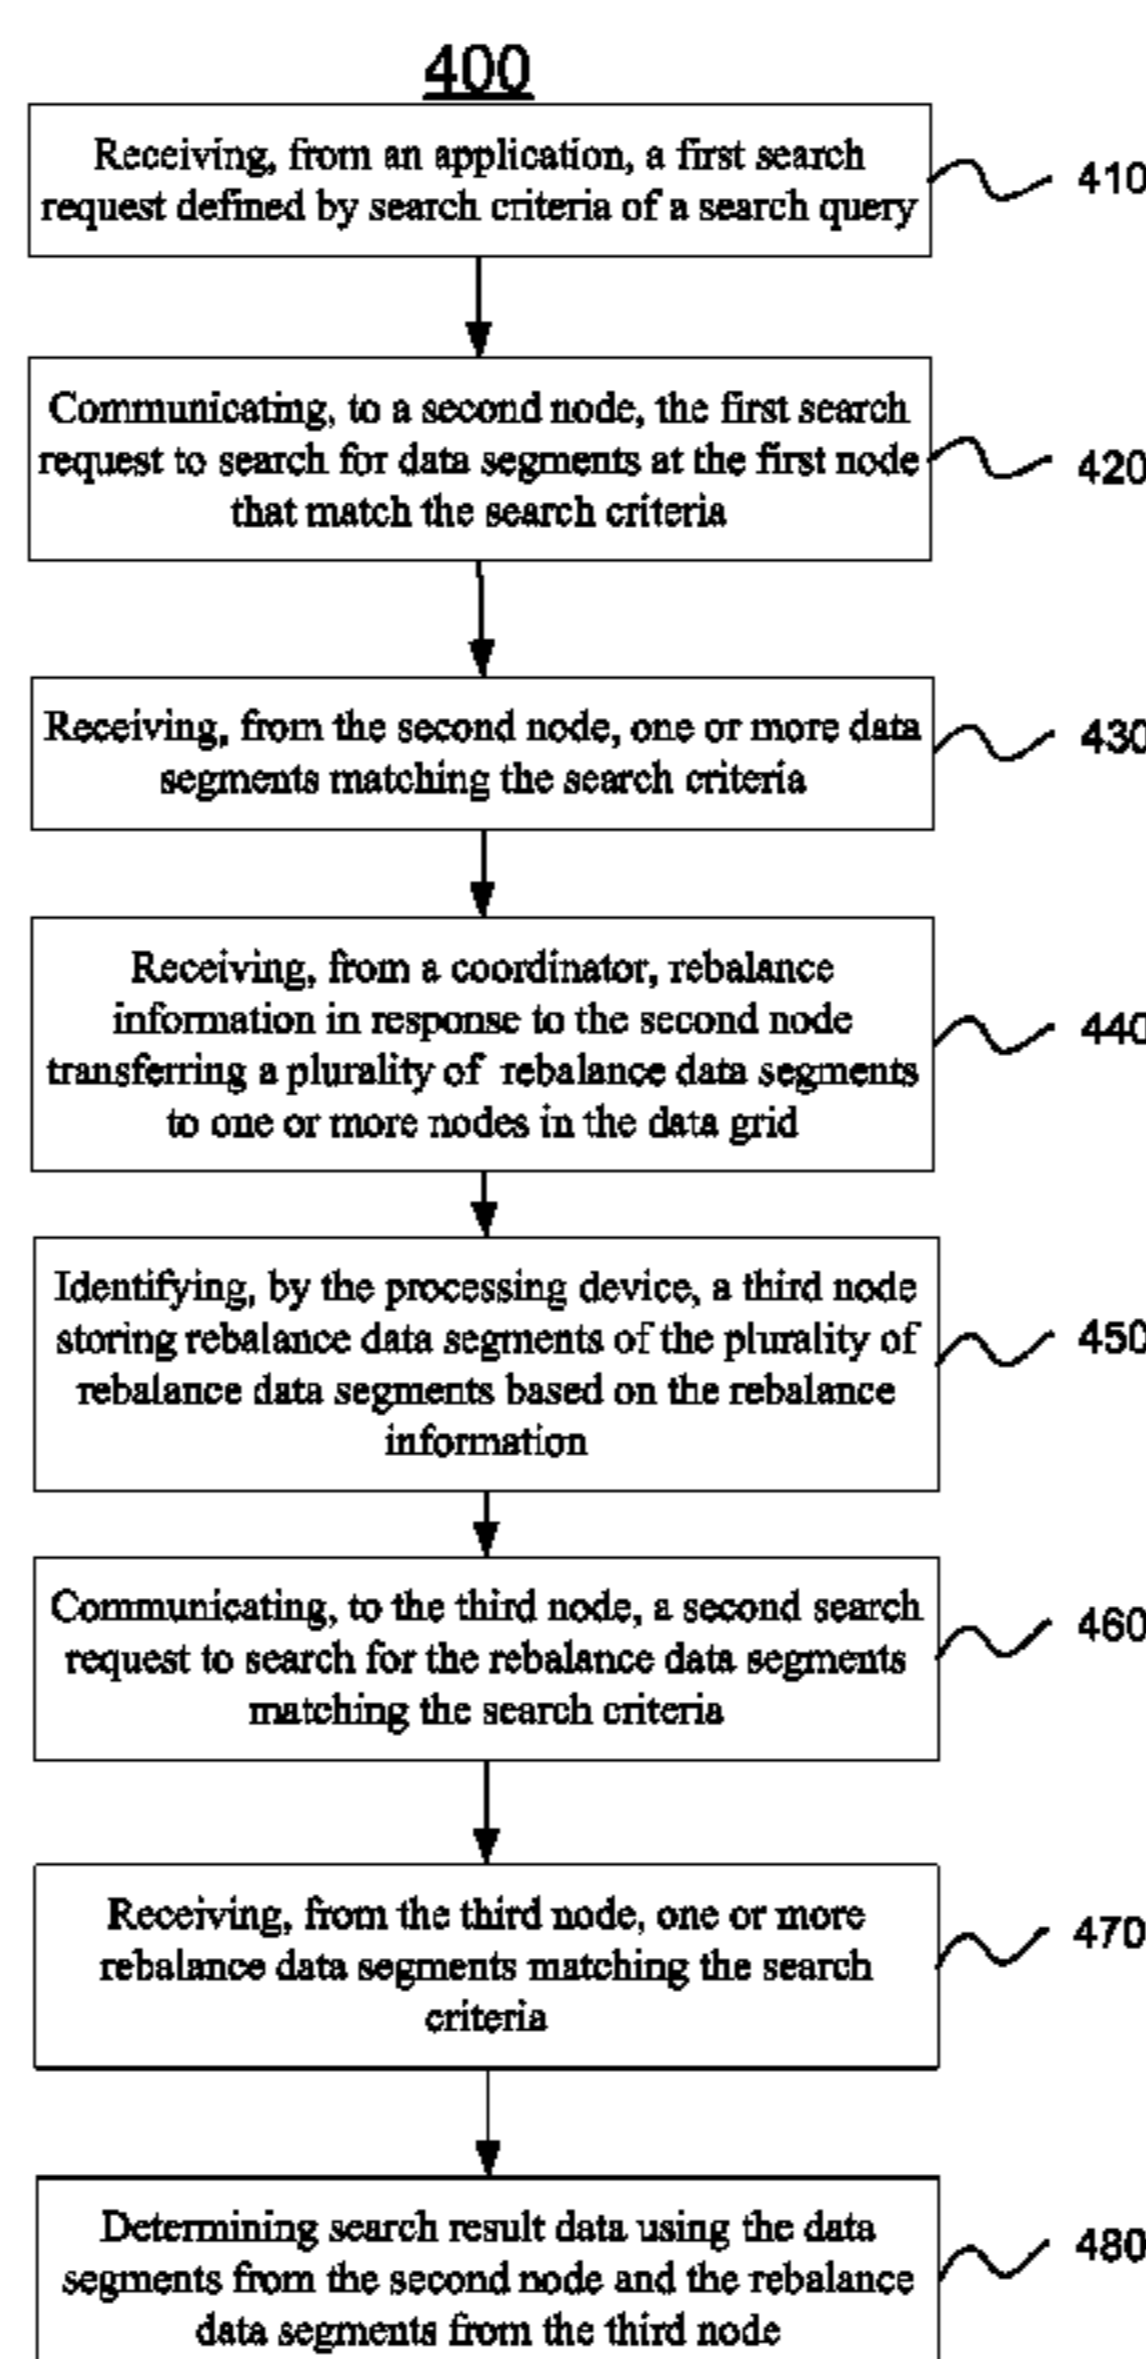 400
Receiving, from an application, a first search
request defined by search criteria of a search query
410
Communicating, to a second node, the first search
request to search for data segments at the first node
that match the search criteria
420
Receiving, from the second node, one or more data
segments matching the search criteria
430
Receiving, from a coordinator, rebalance
information in response to the second node
transferring a plurality of rebalance data segments
to one or more nodes in the data grid
440
Identifying, by the processing device, a third node
storing rebalance data segments of the plurality of
rebalance data segments based on the rebalance
information
450
Communicating, to the third node, a second search
request to search for the rebalance data segments
matching the search criteria
460
Receiving, from the third node, one or more
rebalance data segments matching the search
criteria
470
Determining search result data using the data
segments from the second node and the rebalance
data segments from the third node
480